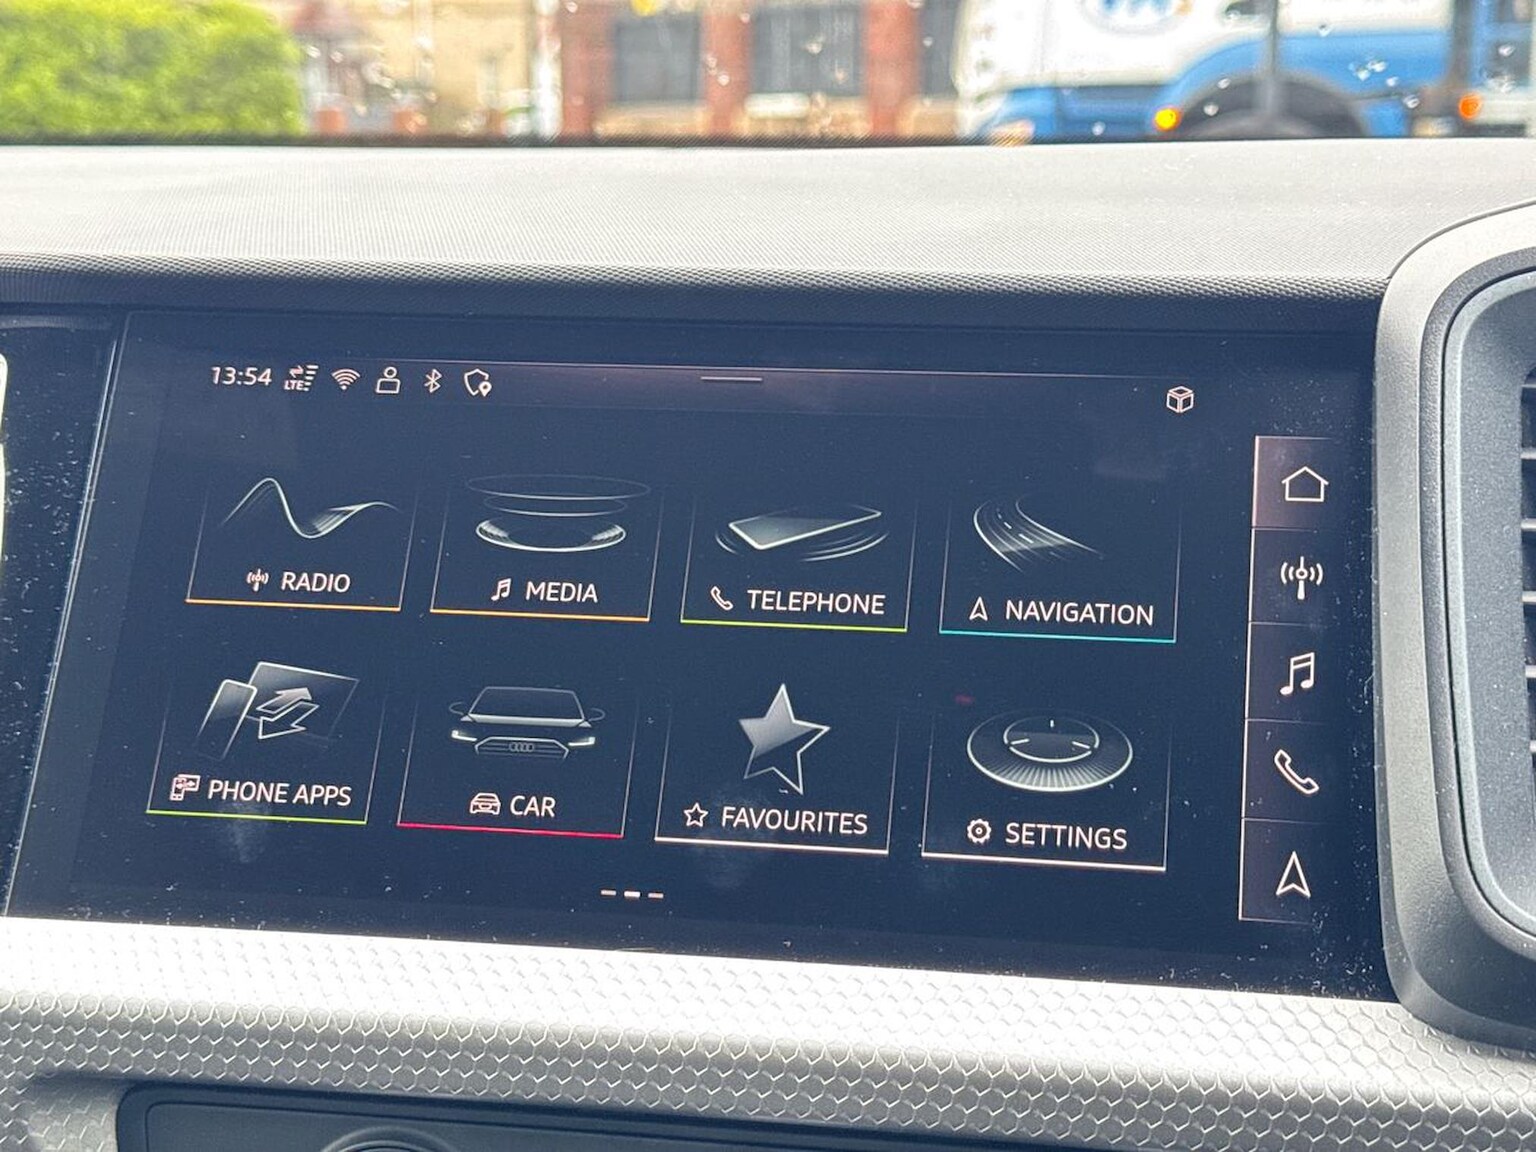 13:54 LTE
RADIO
MEDIA
TELEPHONE
NAVIGATION
PHONE APPS
CAR
FAVOURITES
SETTINGS